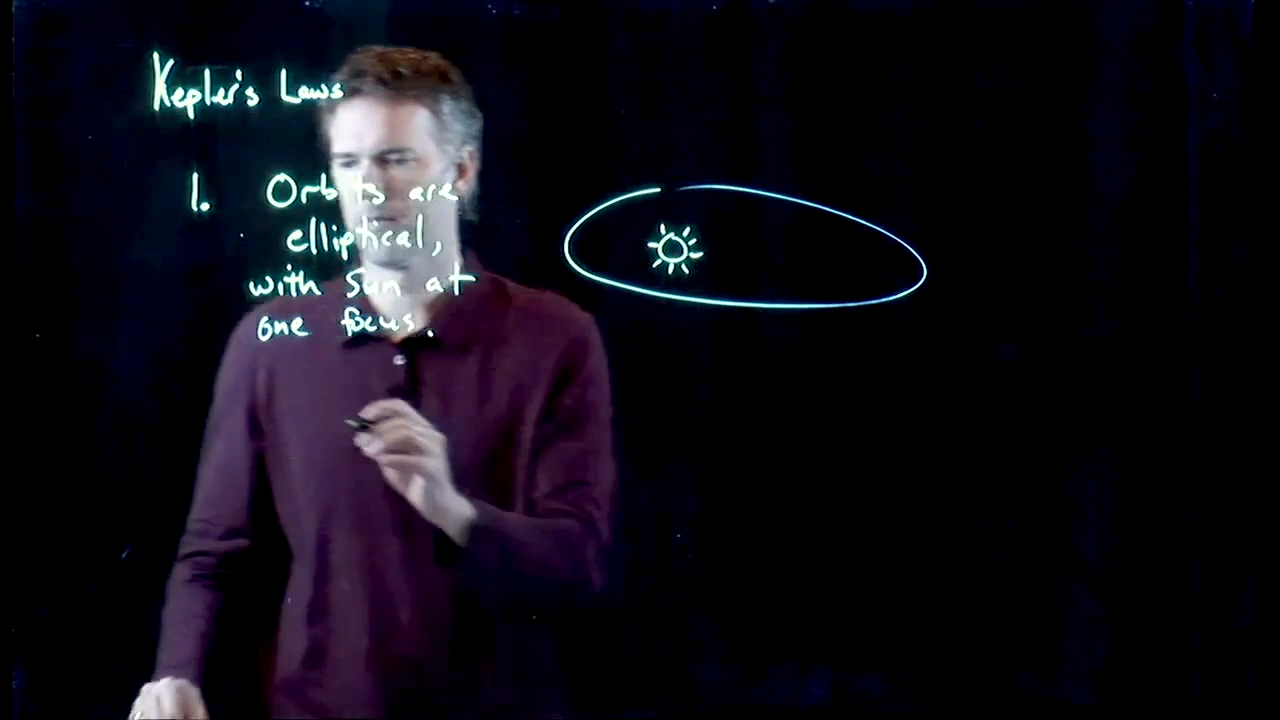 Kepler's Laws
1. Orbits are
elliptical,
with Sun at
one focus.